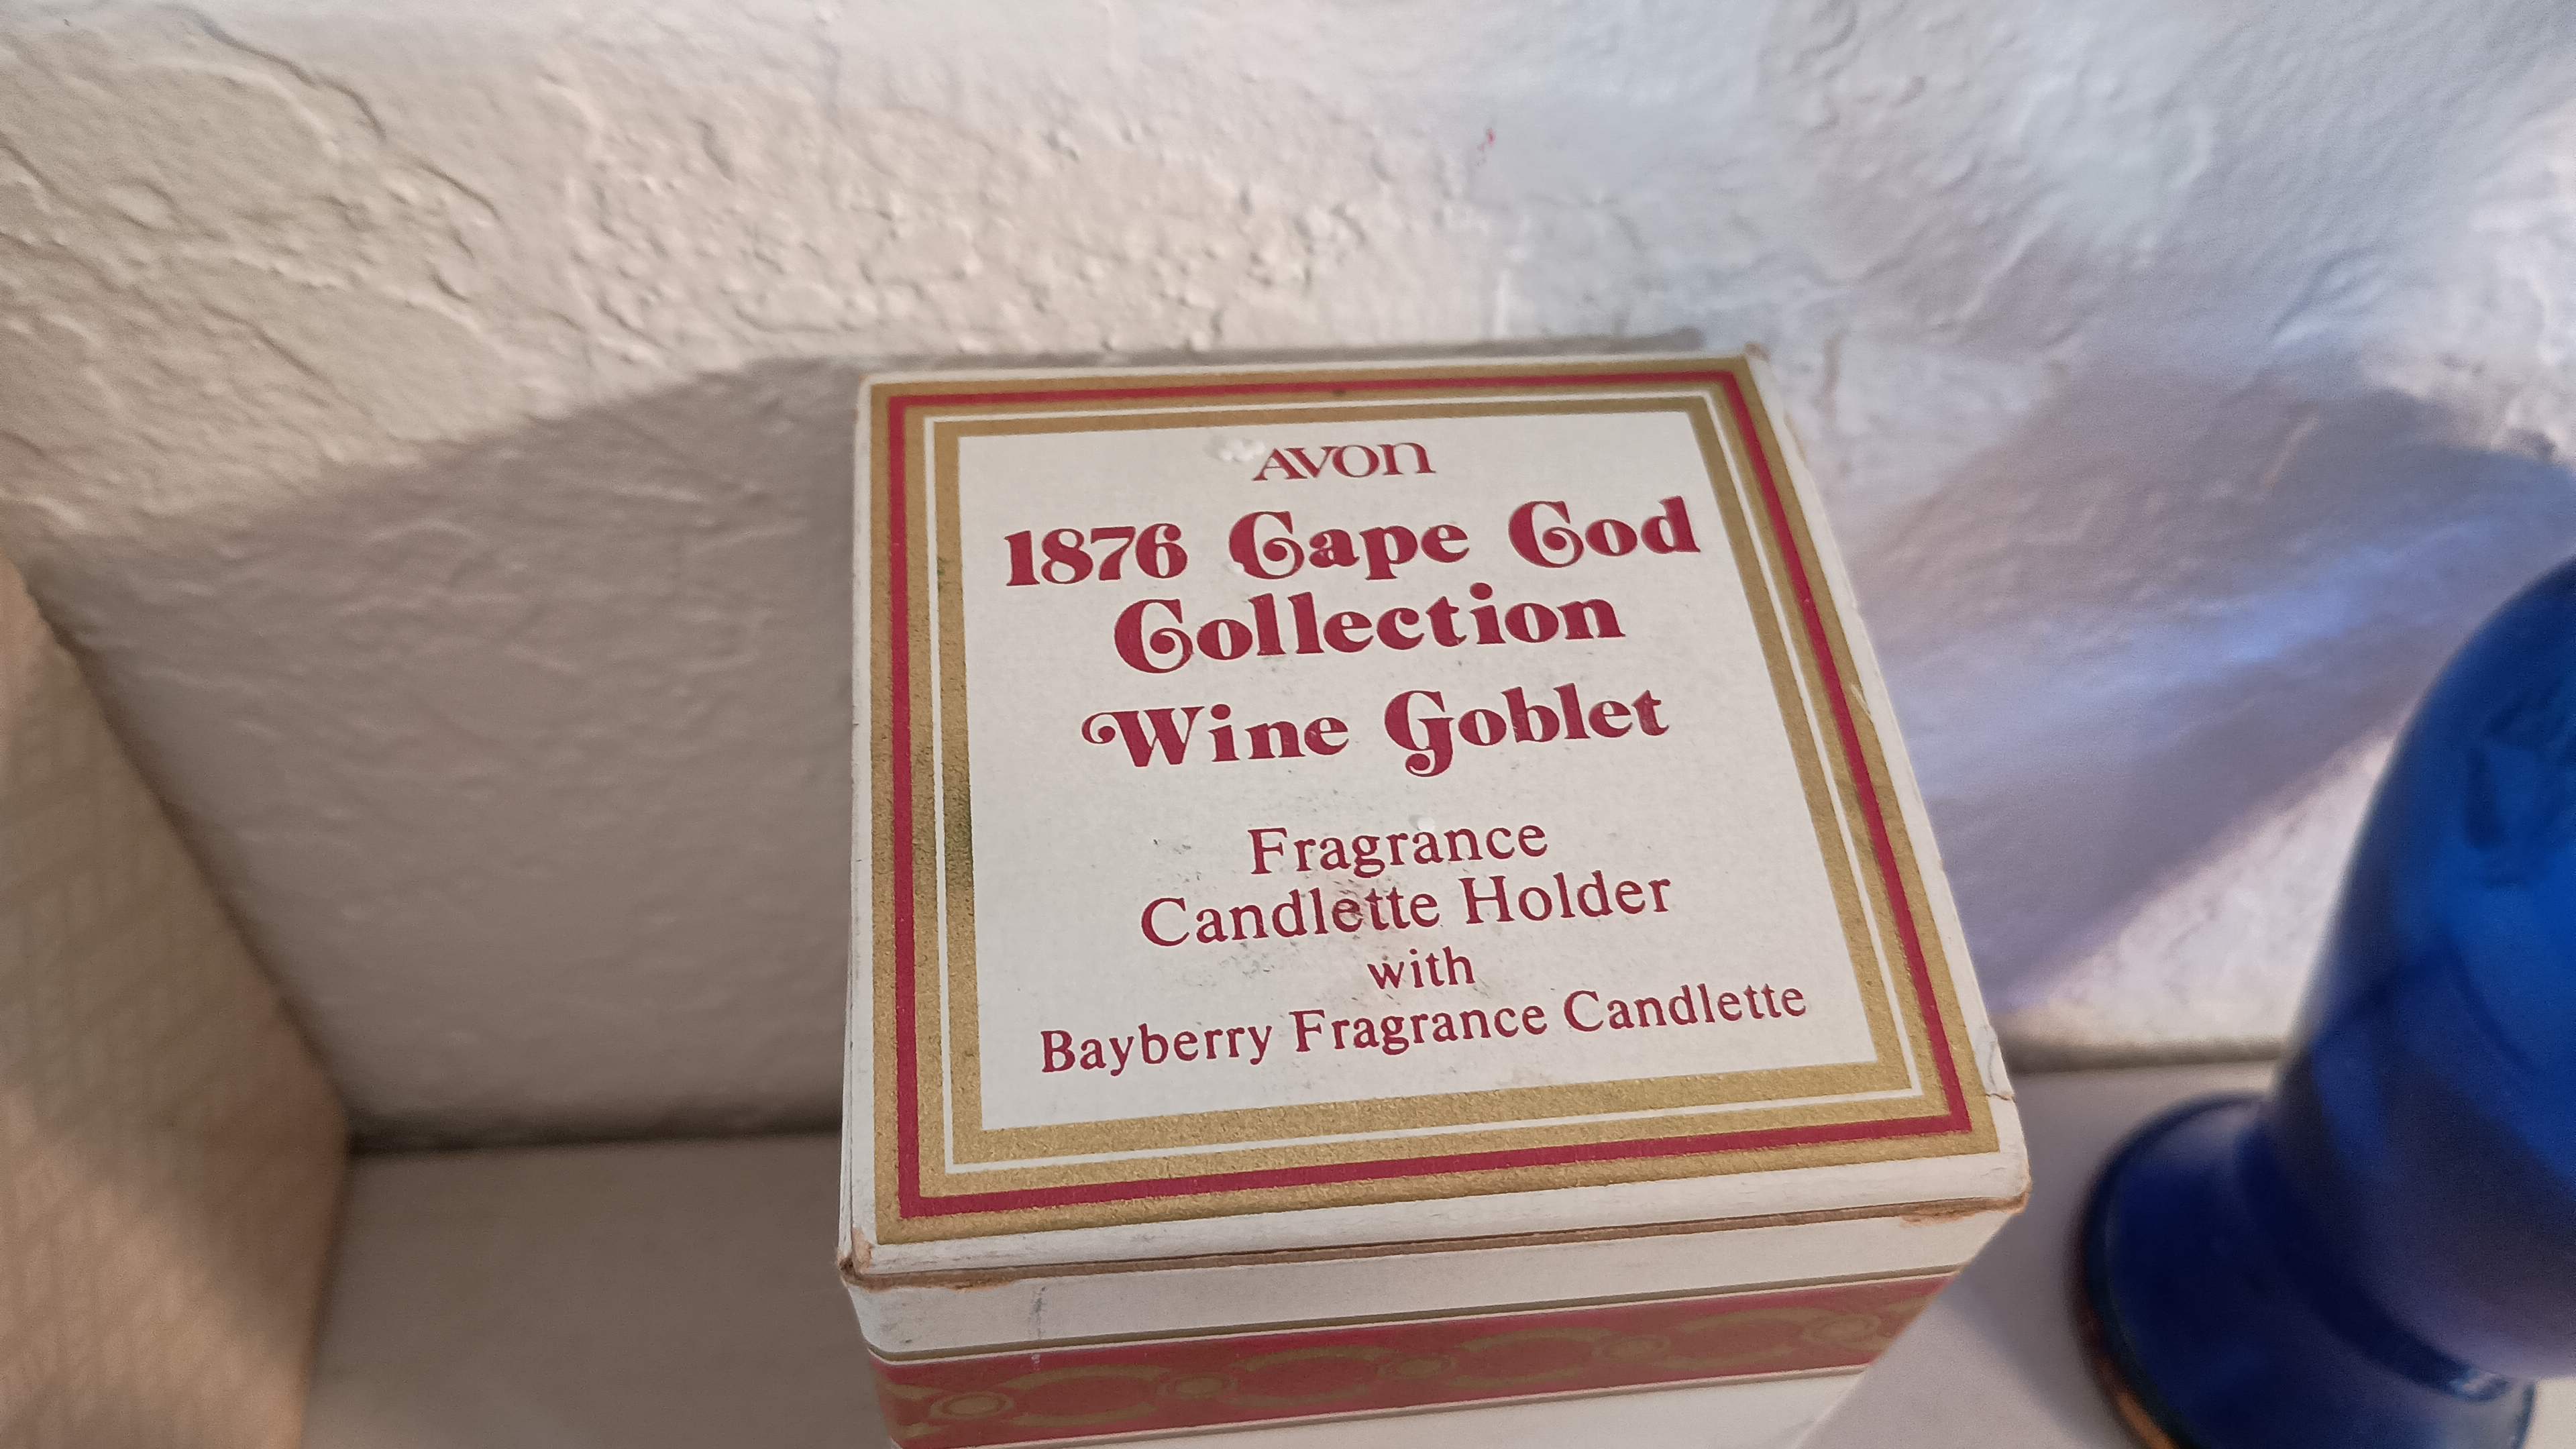 AVON
1876 Cape Cod
Collection
Wine Goblet
Fragrance
Candlette Holder
with
Bayberry Fragrance Candlette